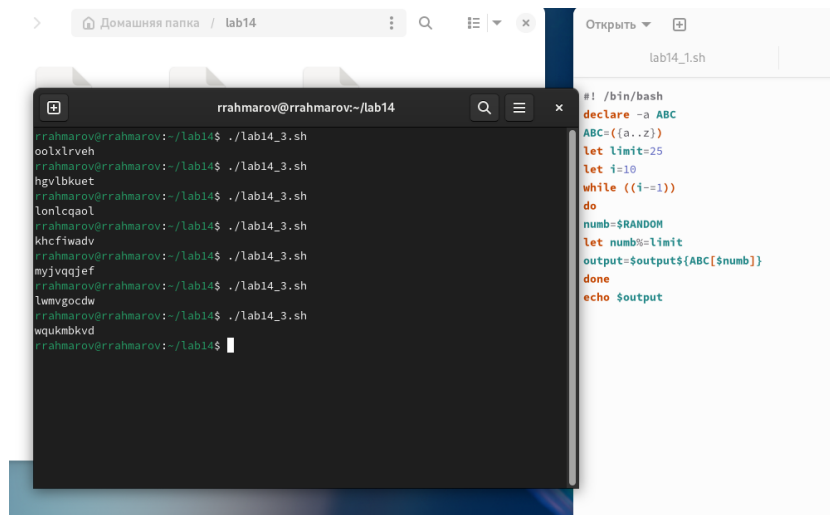 Домашняя папка / lab14
rrahmarov@rrahmarov:~/lab14
rrahmarov@rrahmarov:~/lab14$ ./lab14_3.sh
oolxlrveh
rrahmarov@rrahmarov:~/lab14$ ./lab14_3.sh
hgvlbkuet
rrahmarov@rrahmarov:~/lab14$ ./lab14_3.sh
lonlcqaol
rrahmarov@rrahmarov:~/lab14$ ./lab14_3.sh
khcfiwadv
rrahmarov@rrahmarov:~/lab14$ ./lab14_3.sh
myjvqqjef
rrahmarov@rrahmarov:~/lab14$ ./lab14_3.sh
lwmvgocdw
rrahmarov@rrahmarov:~/lab14$ ./lab14_3.sh
wqukmbkvd
rrahmarov@rrahmarov:~/lab14$
Открыть
lab14_1.sh
#! /bin/bash
declare -a ABC
ABC=({a..z})
let limit=25
let i=10
while ((i-=1))
do
numb=$RANDOM
let numb%=limit
output=$output${ABC[$numb]}
done
echo $output